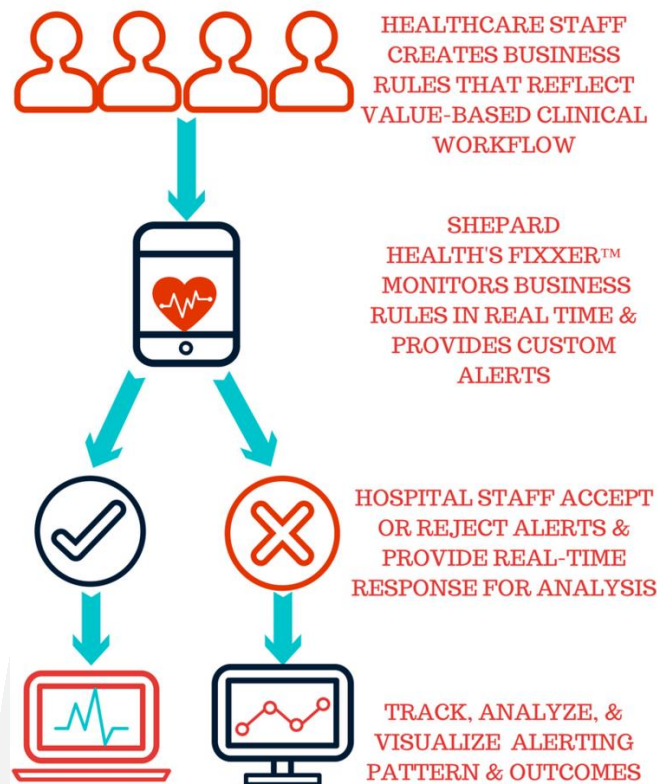 HEALTHCARE STAFF
CREATES BUSINESS
RULES THAT REFLECT
VALUE-BASED CLINICAL
WORKFLOW
SHEPARD
HEALTH'S FIXXER™
MONITORS BUSINESS
RULES IN REAL TIME &
PROVIDES CUSTOM
ALERTS
HOSPITAL STAFF ACCEPT
OR REJECT ALERTS &
PROVIDE REAL-TIME
RESPONSE FOR ANALYSIS
TRACK, ANALYZE, &
VISUALIZE ALERTING
PATTERN & OUTCOMES